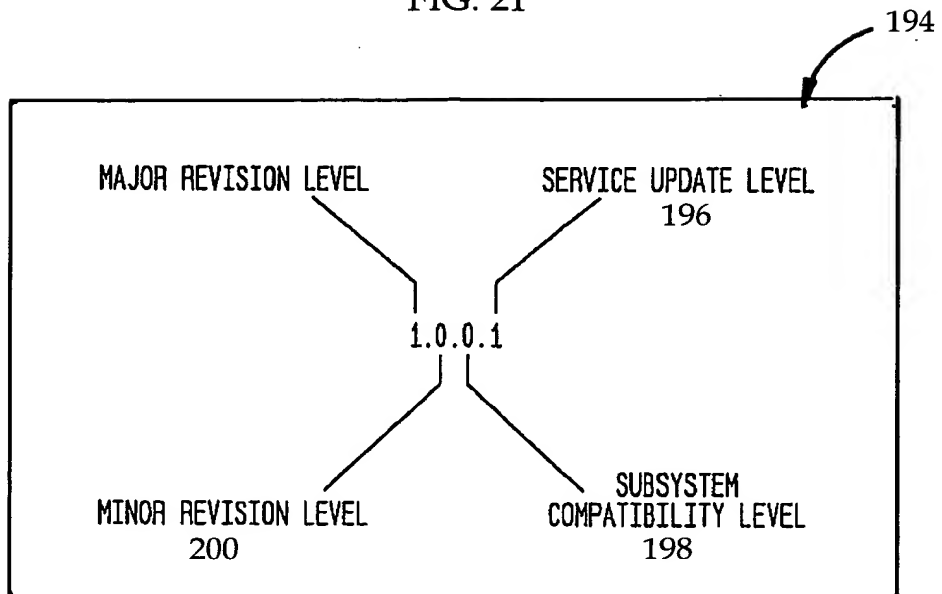 FIG. 21
194
MAJOR REVISION LEVEL
SERVICE UPDATE LEVEL
196
1.0.0.1
MINOR REVISION LEVEL
200
SUBSYSTEM
COMPATIBILITY LEVEL
198